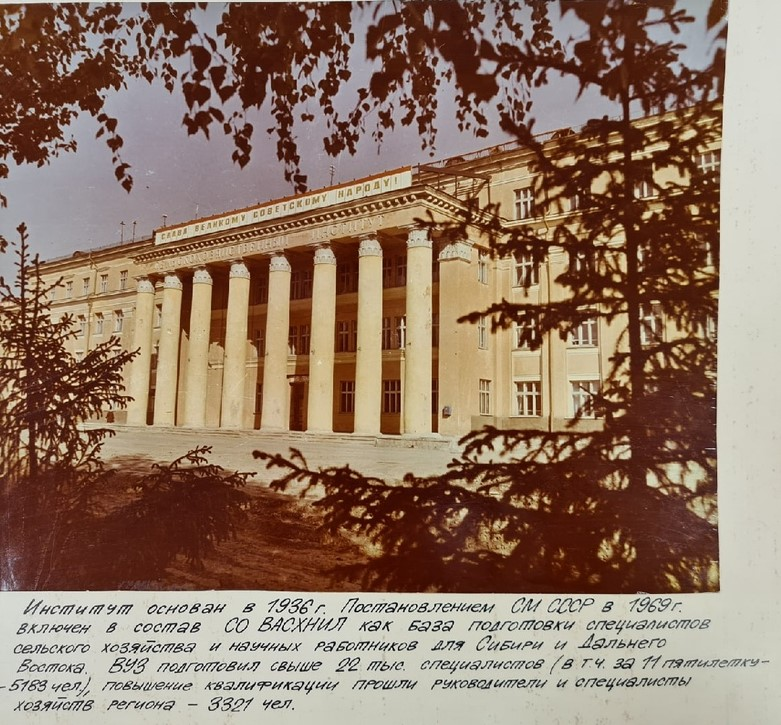 СЛАВА ВЕЛИКОМУ СОВЕТСКОМУ НАРОДУ!
ИНСТИТУТ
Институт основан в 1936 г. Постановлением СМ СССР в 1969 г.
включен в состав СО ВАСХНИЛ как база подготовки специалистов
сельского хозяйства и научных работников для Сибири и Дальнего
Востока. ВУЗ подготовил свыше 22 тыс. специалистов (в т.ч. за 11 пятилетку-
-5183 чел.), повышение квалификации прошли руководители и специалисты
хозяйств региона – 3321 чел.